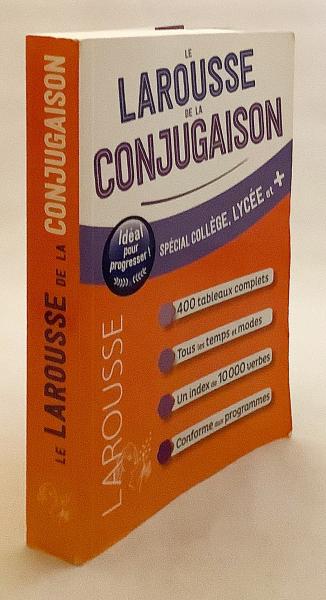 LE LAROUSSE DE LA CONJUGAISON
LE
LAROUSSE
DE LA
CONJUGAISON
Idéal
pour
progresser !
SPÉCIAL COLLÈGE, LYCÉE et +
400 tableaux complets
Tous les temps et modes
Un index de 10 000 verbes
Conforme aux programmes
LAROUSSE